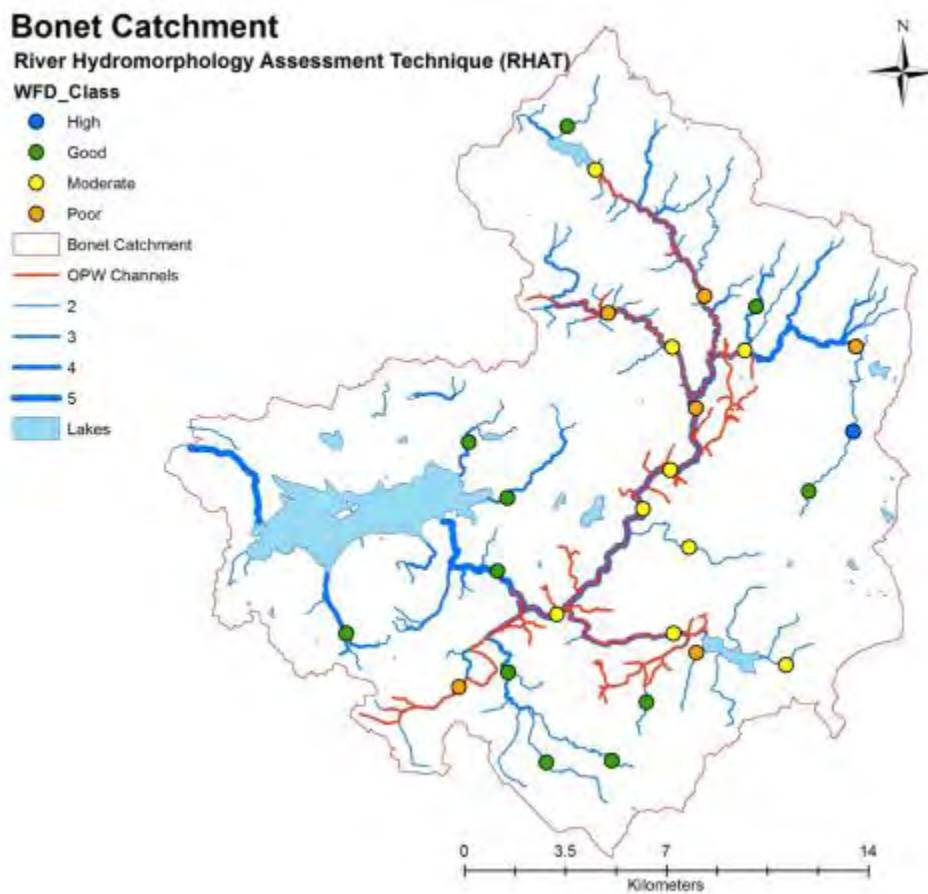 Bonet Catchment
River Hydromorphology Assessment Technique (RHAT)
N
WFD_Class
High
Good
Moderate
Poor
Bonet Catchment
OPW Channels
2
3
4
5
Lakes
0 3.5 7 14
Kilometers